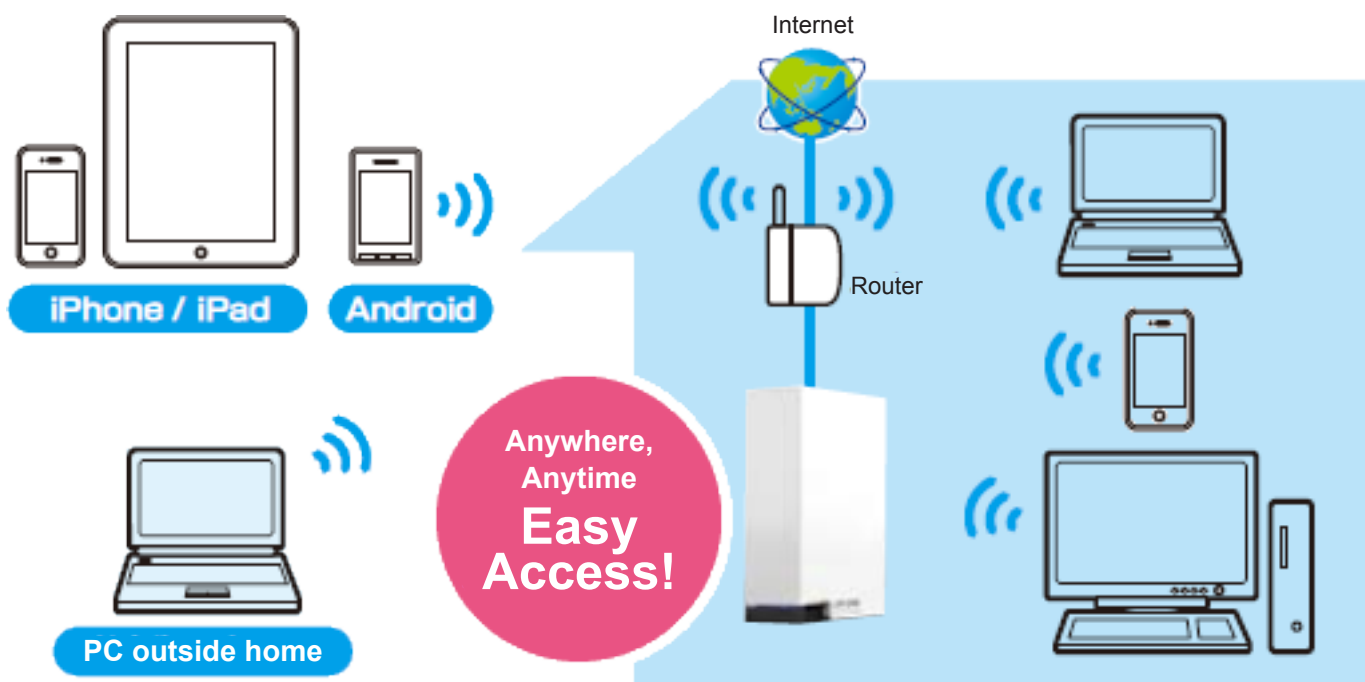 Internet
Router
iPhone / iPad
Android
Anywhere,
Anytime
Easy
Access!
PC outside home